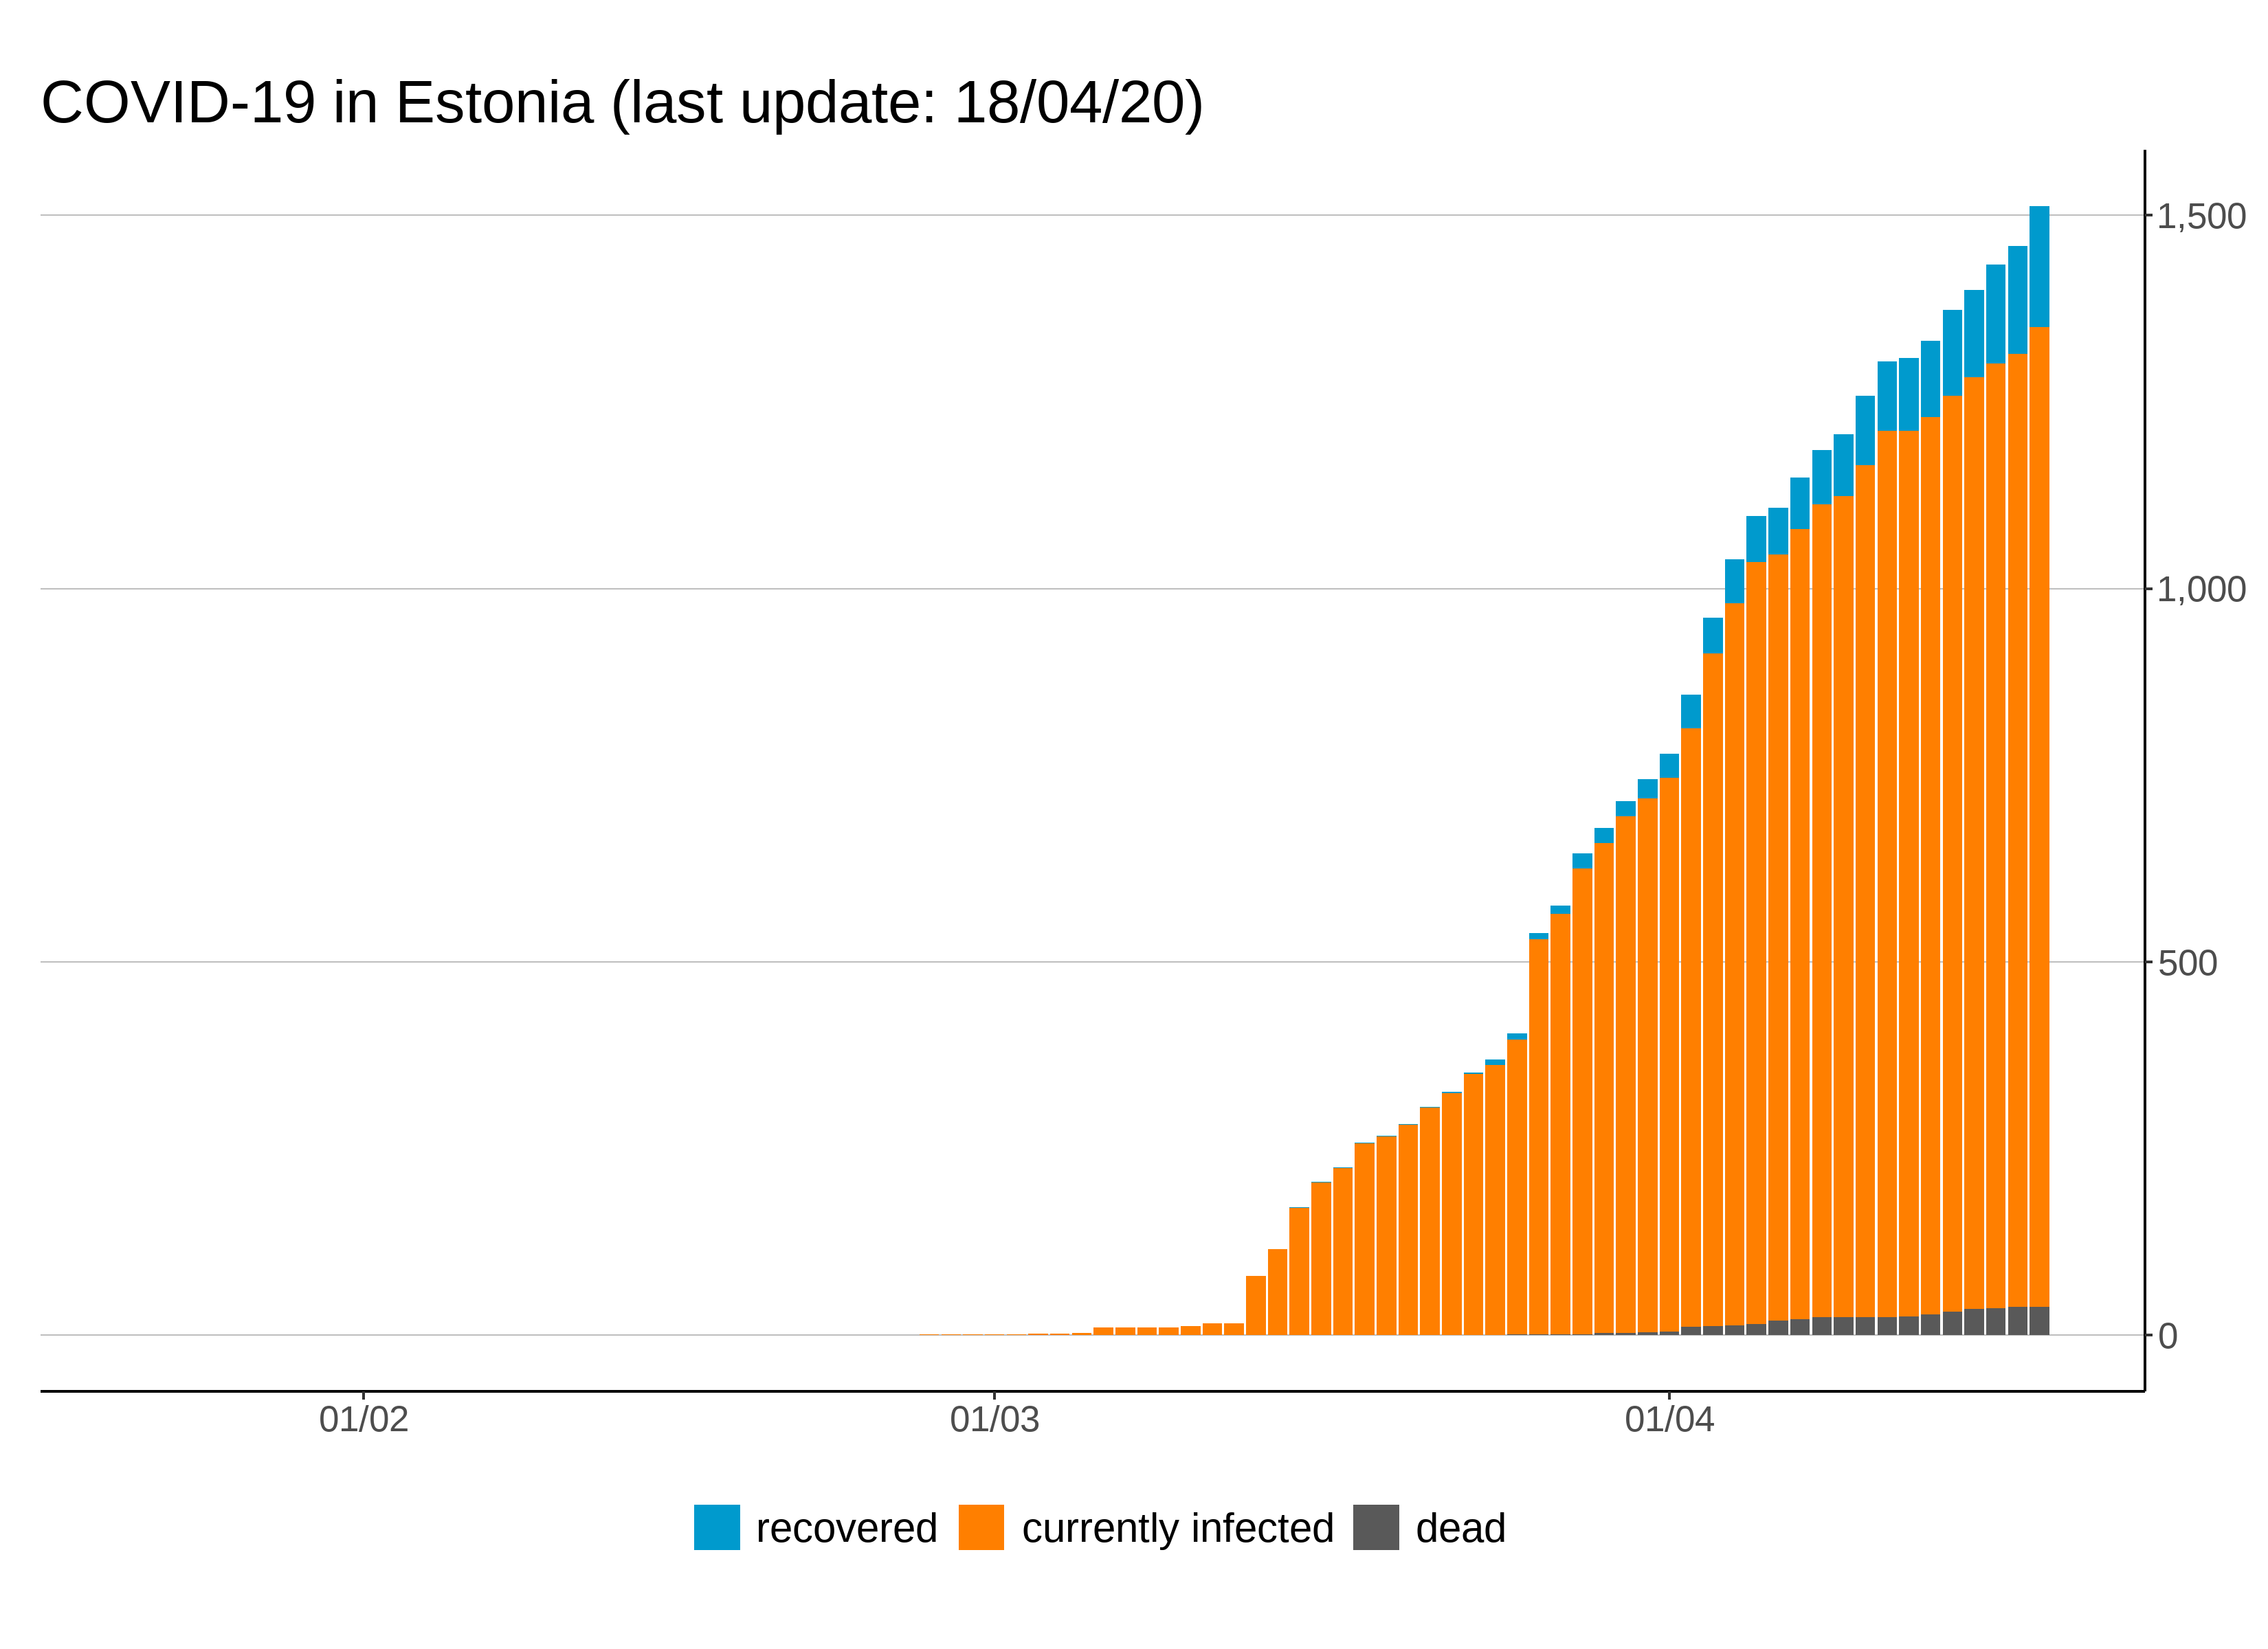 COVID-19 in Estonia (last update: 18/04/20)
1,500
1,000
500
0
01/02 01/03 01/04
recovered currently infected dead